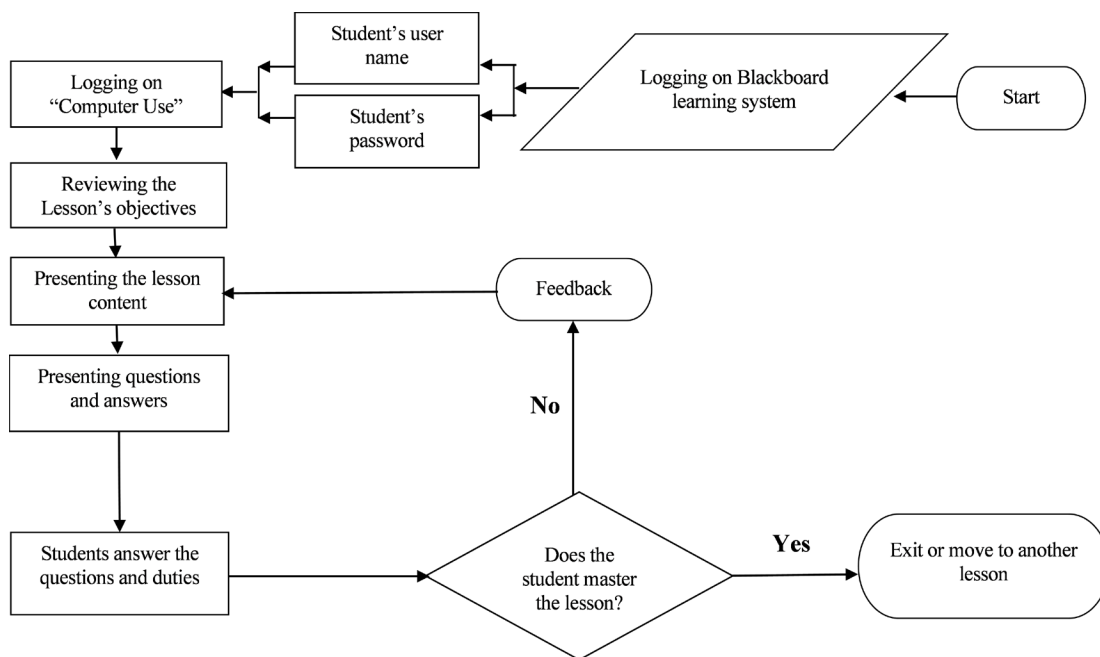 Start
Logging on Blackboard
learning system
Student’s user
name
Student’s
password
Logging on
“Computer Use”
Reviewing the
Lesson’s objectives
Presenting the lesson
content
Presenting questions
and answers
Students answer the
questions and duties
Does the
student master
the lesson?
No
Feedback
Yes
Exit or move to another
lesson